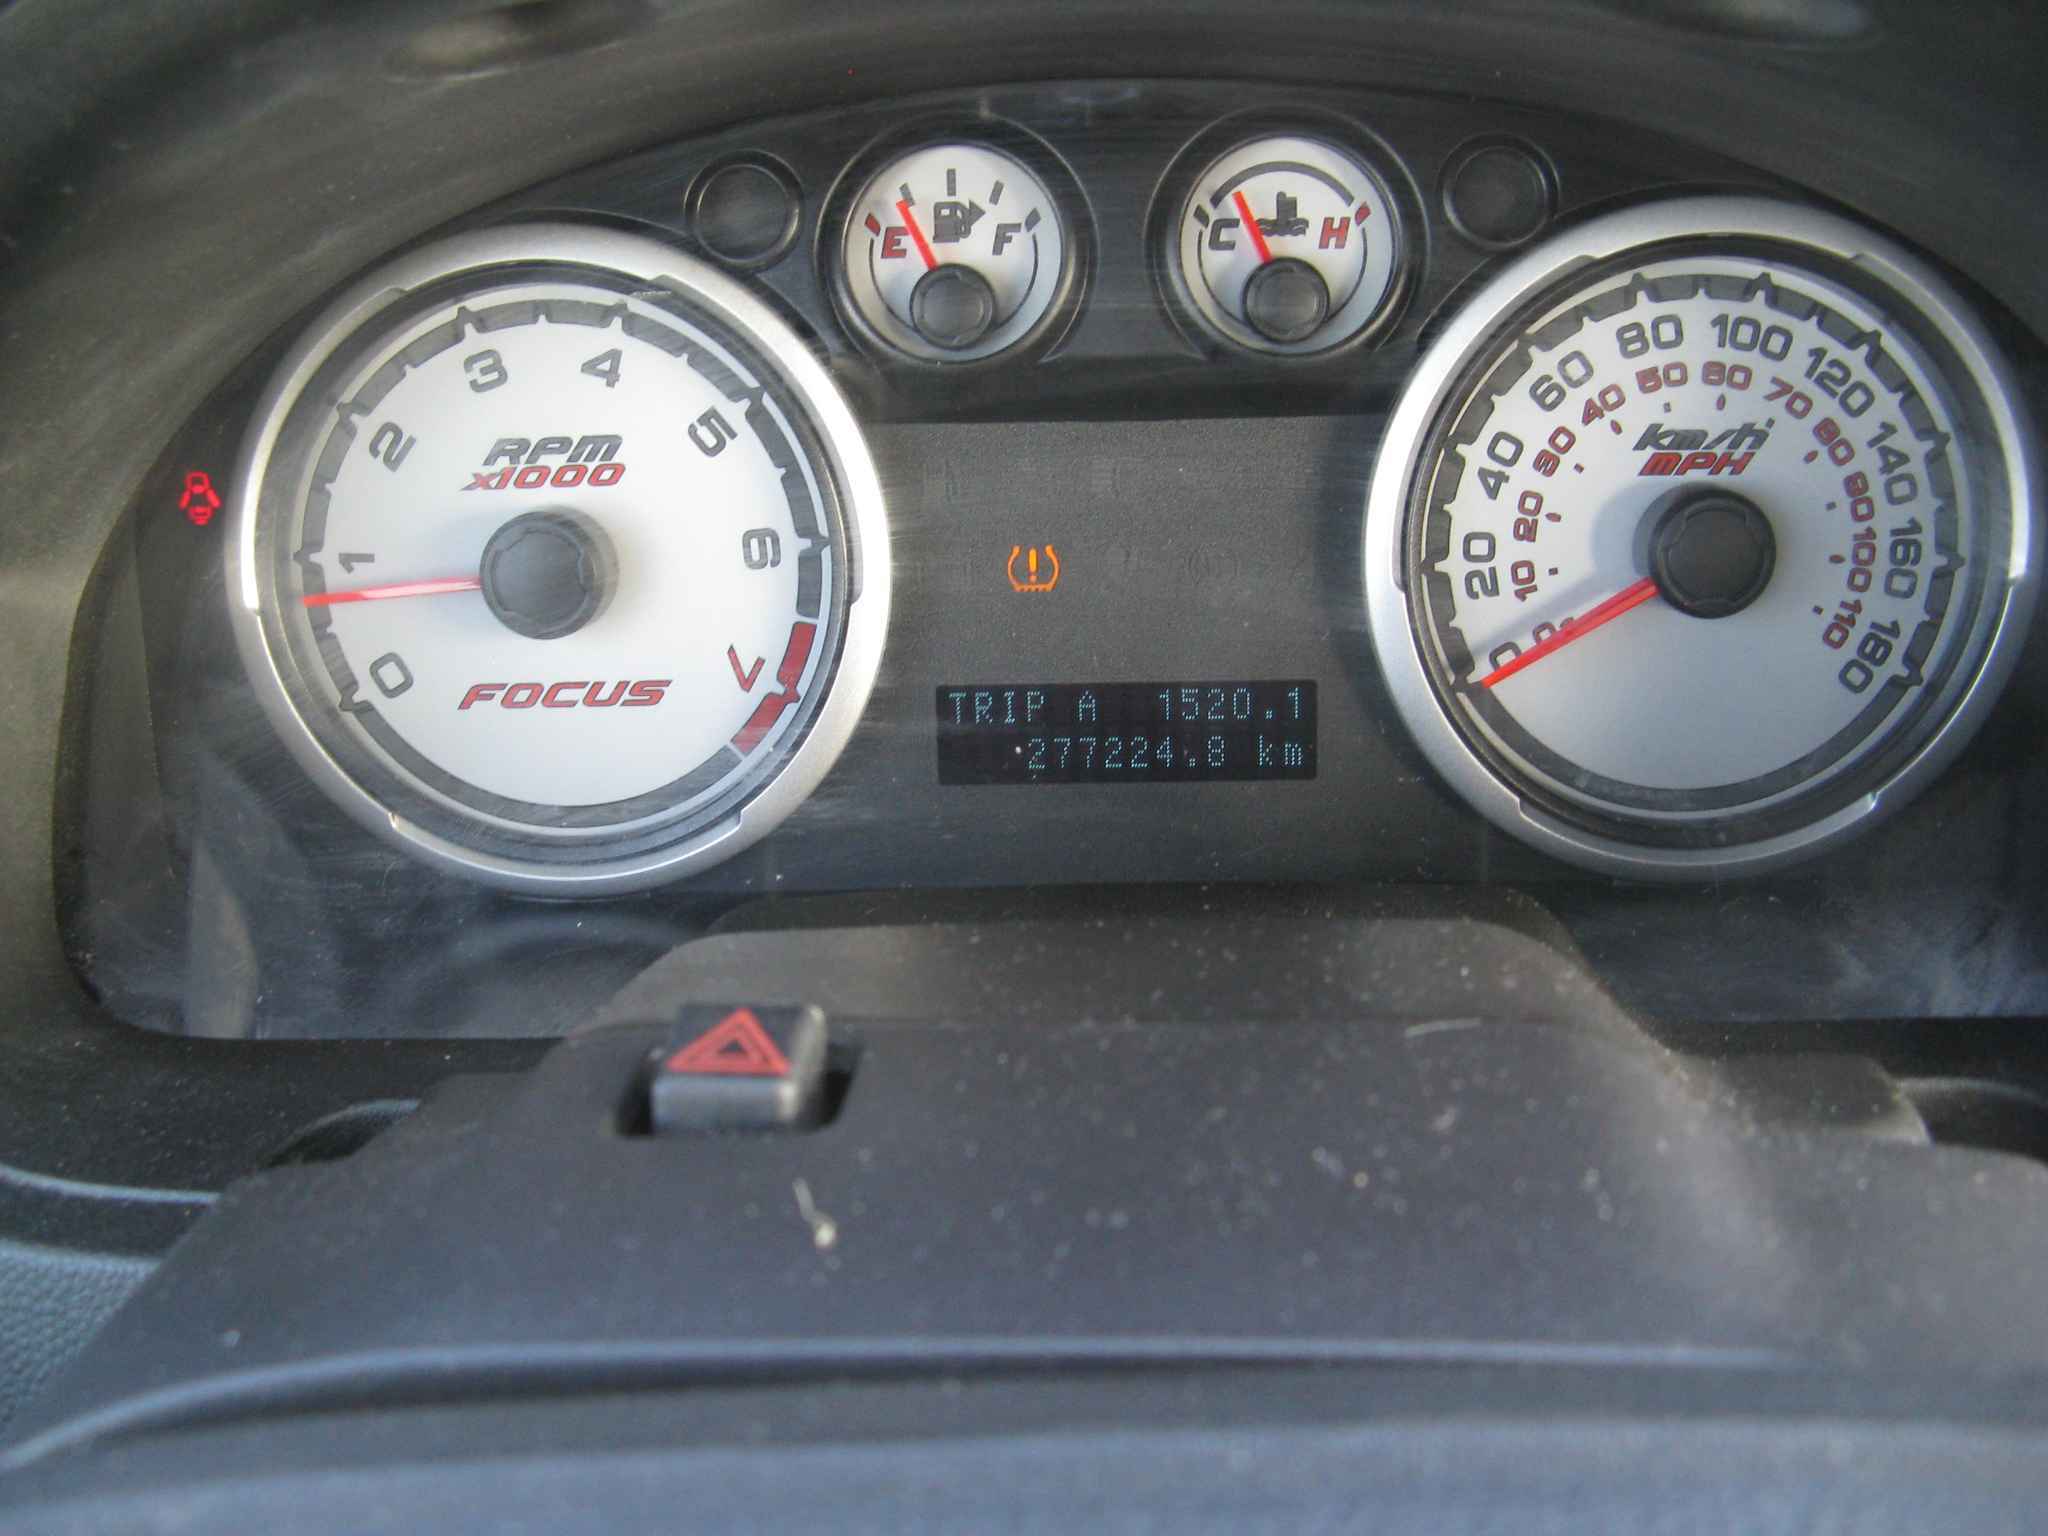 E F
C H
0 1 2 3 4 5 6 7
RPM
x1000
FOCUS
TRIP A 1520.1
277224.8 km
0 20 40 60 80 100 120 140 160 180
0 10 20 30 40 50 60 70 80 90 100 110
km/h
MPH